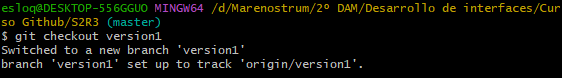 esloq@DESKTOP-556GGUO MINGW64 /d/Marenostrum/2º DAM/Desarrollo de interfaces/Cur
so Github/S2R3 (master)
$ git checkout version1
Switched to a new branch 'version1'
branch 'version1' set up to track 'origin/version1'.